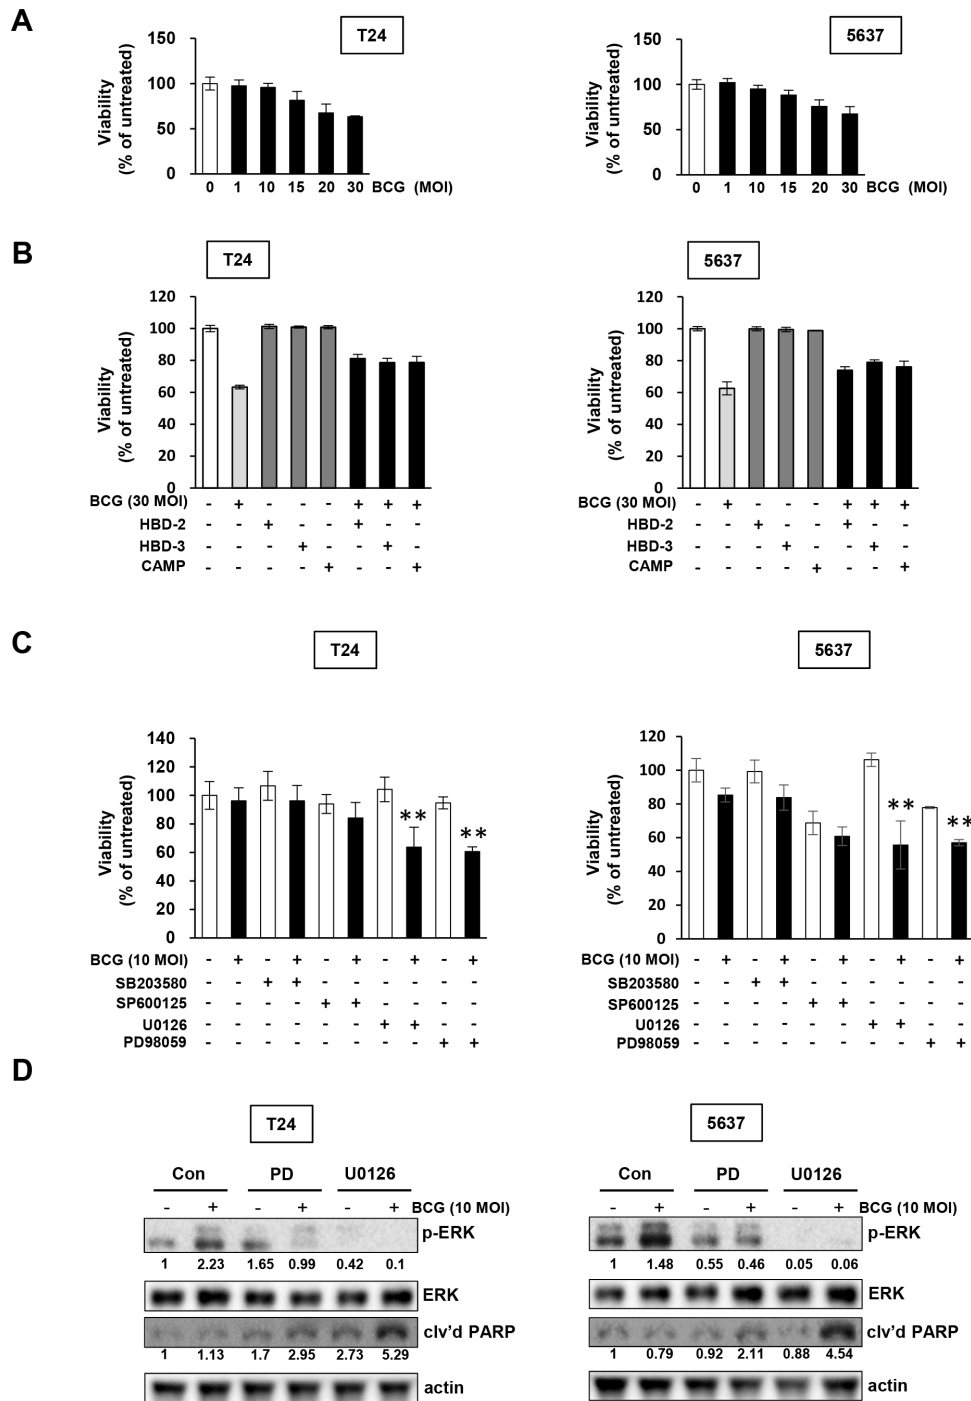 A
T24
5637
Viability
(% of untreated)
150
100
50
0
0 1 10 15 20 30 BCG (MOI)
Viability
(% of untreated)
150
100
50
0
0 1 10 15 20 30 BCG (MOI)
B
T24
5637
Viability
(% of untreated)
120
100
80
60
40
20
0
BCG (30 MOI) - + - - - + + +
HBD-2 - - + - - + - -
HBD-3 - - - + - - + -
CAMP - - - - + - - +
Viability
(% of untreated)
120
100
80
60
40
20
0
BCG (30 MOI) - + - - - + + +
HBD-2 - - + - - + - -
HBD-3 - - - + - - + -
CAMP - - - - + - - +
C
T24
5637
Viability
(% of untreated)
140
120
100
80
60
40
20
0
** **
BCG (10 MOI) - + - + - + - + - +
SB203580 - - + + - - - - - -
SP600125 - - - - + + - - - -
U0126 - - - - - - + + - -
PD98059 - - - - - - - - + +
Viability
(% of untreated)
120
100
80
60
40
20
0
** **
BCG (10 MOI) - + - + - + - + - +
SB203580 - - + + - - - - - -
SP600125 - - - - + + - - - -
U0126 - - - - - - + + - -
PD98059 - - - - - - - - + +
D
T24
Con PD U0126
- + - + - + BCG (10 MOI)
p-ERK
1 2.23 1.65 0.99 0.42 0.1
ERK
clv'd PARP
1 1.13 1.7 2.95 2.73 5.29
actin
5637
Con PD U0126
- + - + - + BCG (10 MOI)
p-ERK
1 1.48 0.55 0.46 0.05 0.06
ERK
clv'd PARP
1 0.79 0.92 2.11 0.88 4.54
actin